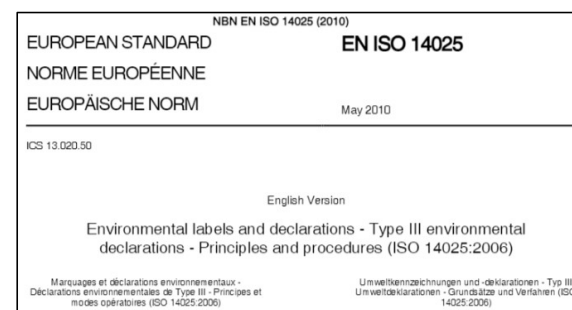 NBN EN ISO 14025 (2010)
EUROPEAN STANDARD
EN ISO 14025
NORME EUROPÉENNE
EUROPÄISCHE NORM
May 2010
ICS 13.020.50
English Version
Environmental labels and declarations - Type III environmental
declarations - Principles and procedures (ISO 14025:2006)
Marquages et déclarations environnementaux -
Déclarations environnementales de Type III - Principes et
modes opératoires (ISO 14025:2006)
Umweltkennzeichnungen und -deklarationen - Typ III
Umweltdeklarationen - Grundsätze und Verfahren (ISO
14025:2006)